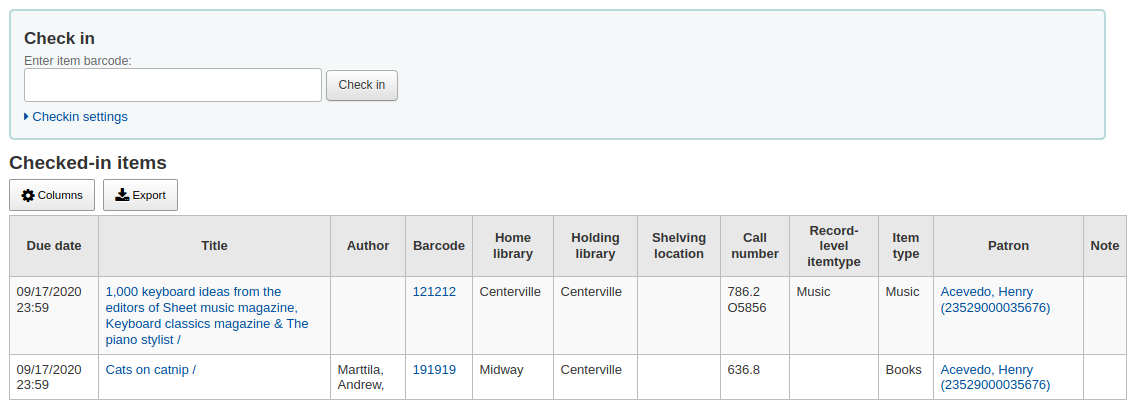 Check in
Enter item barcode:
Check in
Checkin settings
Checked-in items
Columns Export
Due date Title Author Barcode Home library Holding library Shelving location Call number Record-level itemtype Item type Patron Note
09/17/2020 1,000 keyboard ideas from the 121212 Centerville Centerville 786.2 Music Music Acevedo, Henry
23:59 editors of Sheet music magazine, O5856 (23529000035676)
Keyboard classics magazine & The
piano stylist /
09/17/2020 Cats on catnip / Marttila, 191919 Midway Centerville 636.8 Books Acevedo, Henry
23:59 Andrew, (23529000035676)